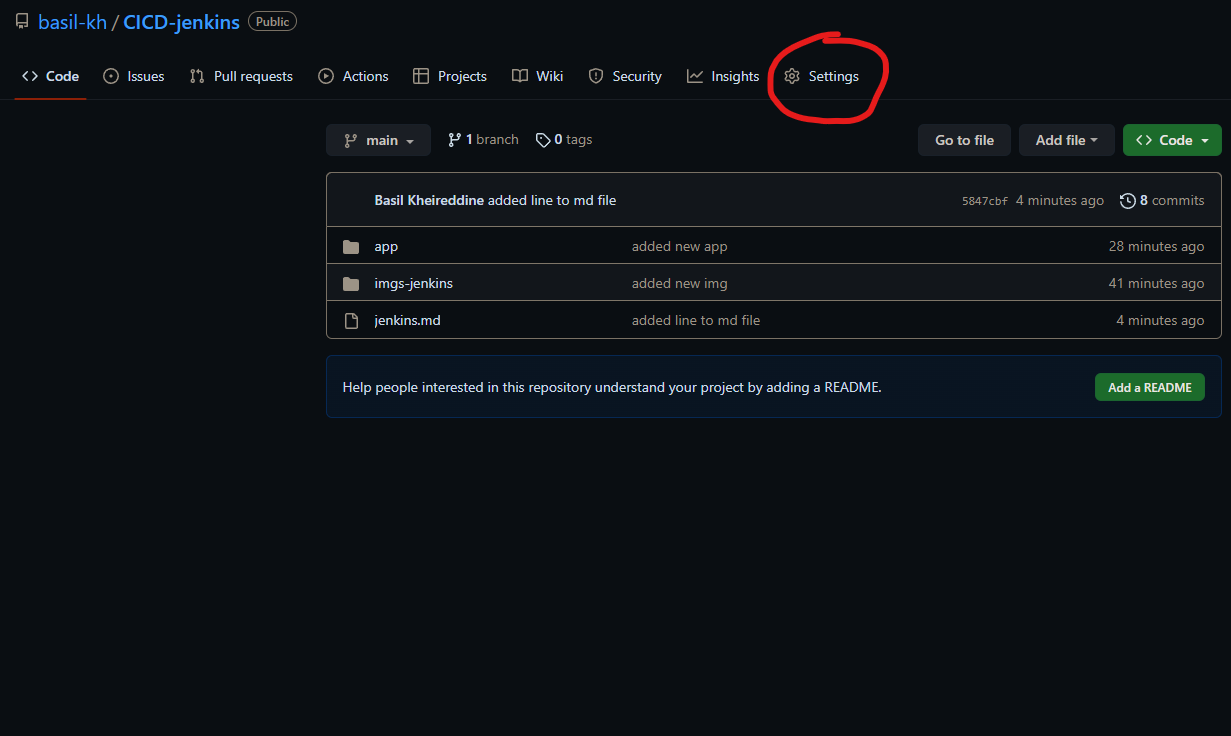 basil-kh / CICD-jenkins Public
Code Issues Pull requests Actions Projects Wiki Security Insights Settings
main 1 branch 0 tags Go to file Add file Code
Basil Kheireddine added line to md file 5847cbf 4 minutes ago 8 commits
app added new app 28 minutes ago
imgs-jenkins added new img 41 minutes ago
jenkins.md added line to md file 4 minutes ago
Help people interested in this repository understand your project by adding a README. Add a README